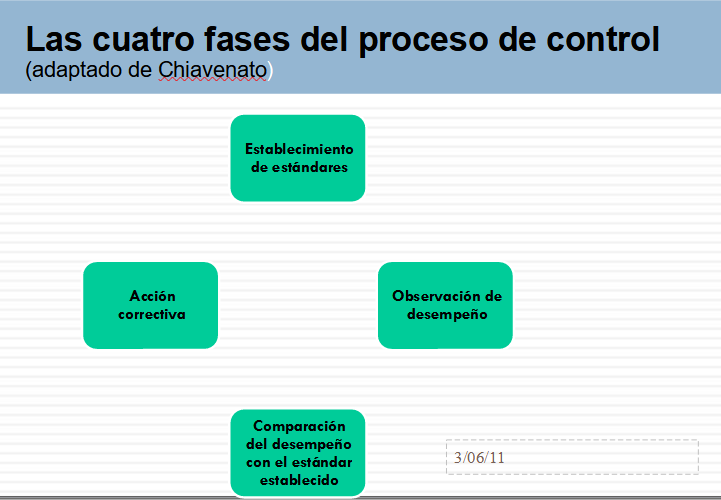 Las cuatro fases del proceso de control
(adaptado de Chiavenato)
Establecimiento
de estándares
Acción
correctiva
Observación de
desempeño
Comparación
del desempeño
con el estándar
establecido
3/06/11